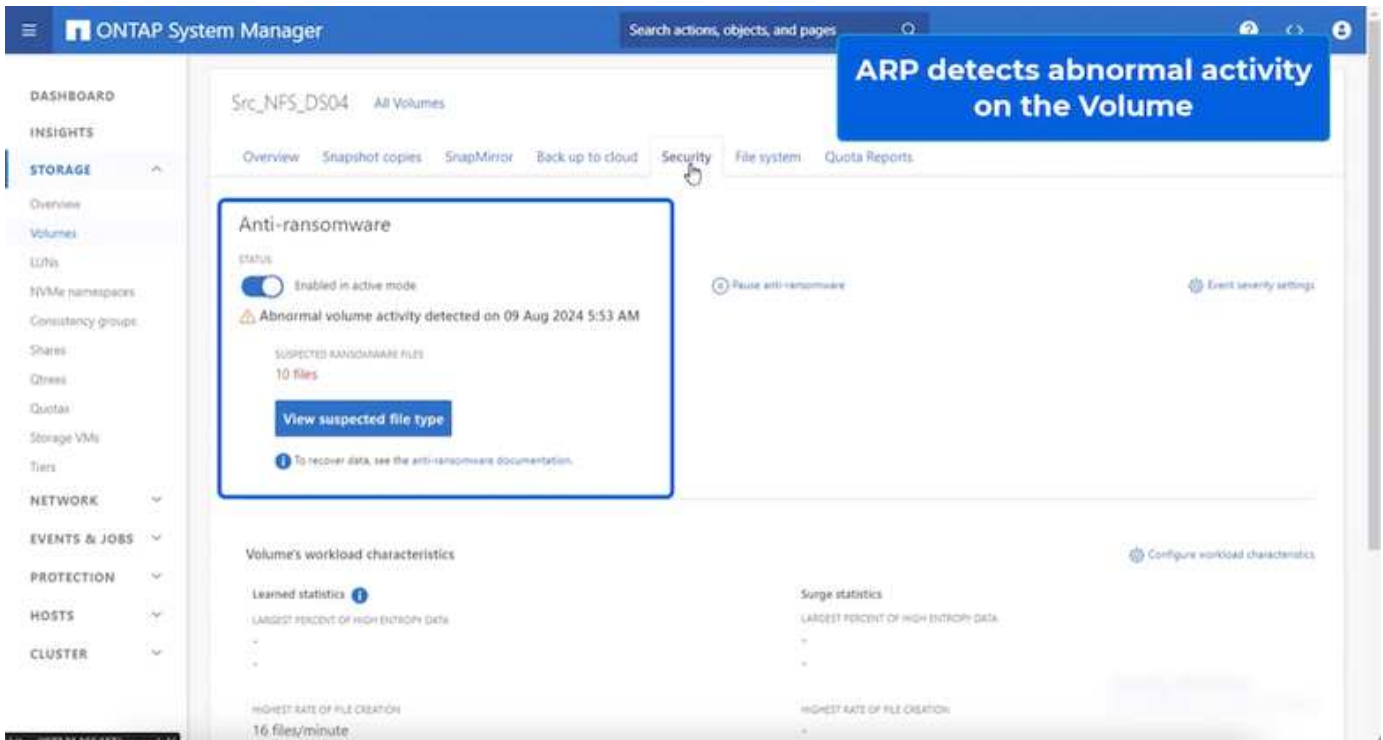 ONTAP System Manager
Search actions, objects, and pages
ARP detects abnormal activity
on the Volume
DASHBOARD
INSIGHTS
STORAGE
Overview
Volumes
LUNs
NVMe namespaces
Consistency groups
Shares
Qtrees
Quotas
Storage VMs
Tiers
NETWORK
EVENTS & JOBS
PROTECTION
HOSTS
CLUSTER
Src_NFS_DS04 All Volumes
Overview Snapshot copies SnapMirror Back up to cloud Security File system Quota Reports
Anti-ransomware
STATUS
Enabled in active mode
Pause anti-ransomware
Event severity settings
Abnormal volume activity detected on 09 Aug 2024 5:53 AM
SUSPECTED RANSOMWARE FILES
10 files
View suspected file type
To recover data, see the anti-ransomware documentation.
Volume's workload characteristics
Configure workload characteristics
Learned statistics
LARGEST PERCENT OF HIGH ENTROPY DATA
-
-
HIGHEST RATE OF FILE CREATION
16 files/minute
Surge statistics
LARGEST PERCENT OF HIGH ENTROPY DATA
-
-
HIGHEST RATE OF FILE CREATION
-